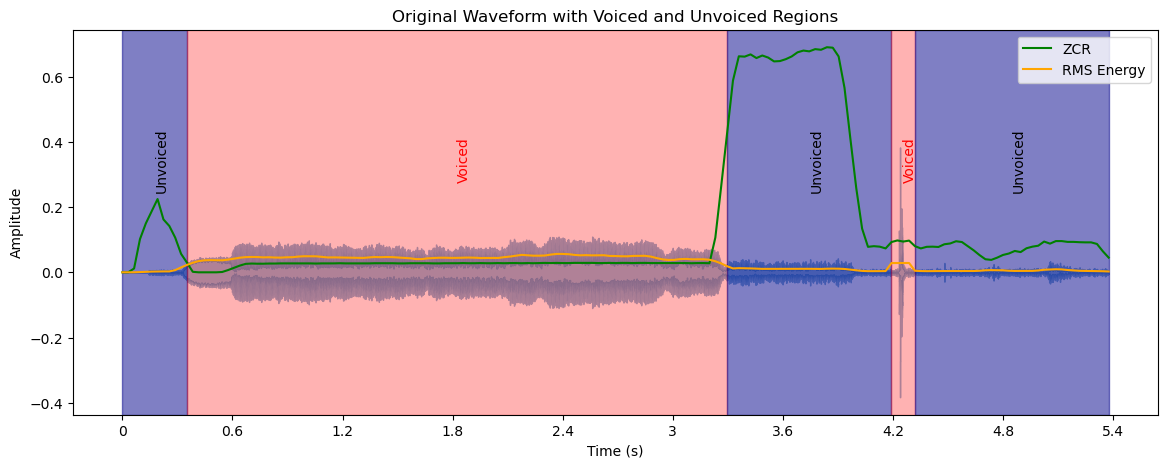 Original Waveform with Voiced and Unvoiced Regions
ZCR
RMS Energy
Unvoiced
Voiced
Unvoiced
Voiced
Unvoiced
Amplitude
0.6
0.4
0.2
0.0
−0.2
−0.4
0 0.6 1.2 1.8 2.4 3 3.6 4.2 4.8 5.4
Time (s)